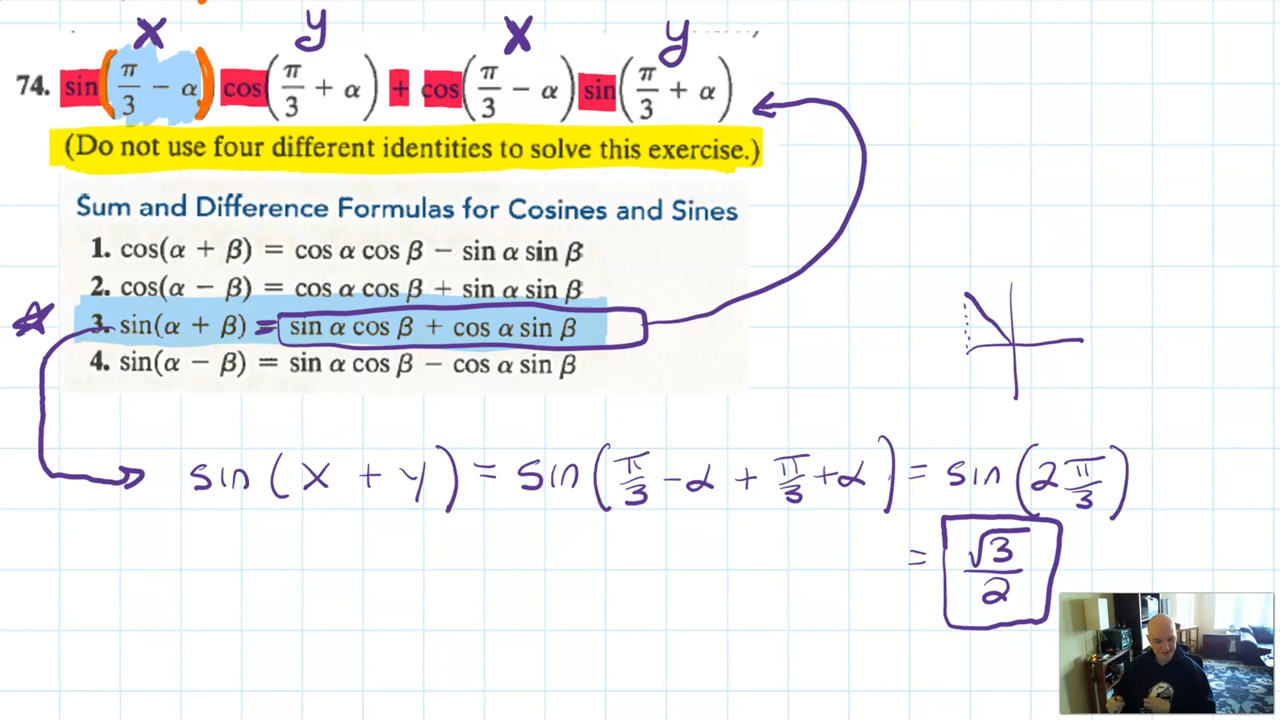 x y x y
74. sin(π/3 − α) cos(π/3 + α) + cos(π/3 − α) sin(π/3 + α)
(Do not use four different identities to solve this exercise.)
Sum and Difference Formulas for Cosines and Sines
1. cos(α + β) = cos α cos β − sin α sin β
2. cos(α − β) = cos α cos β + sin α sin β
3. sin(α + β) = sin α cos β + cos α sin β
4. sin(α − β) = sin α cos β − cos α sin β
sin(x + y) = sin(π/3 − α + π/3 + α) = sin(2π/3)
= √3/2